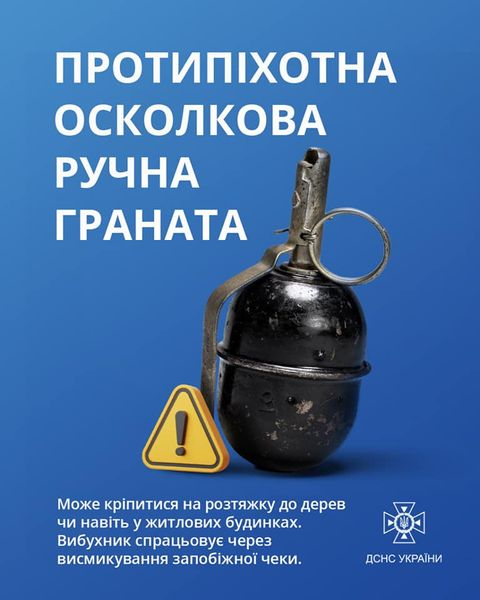 ПРОТИПІХОТНА
ОСКОЛКОВА
РУЧНА
ГРАНАТА
Може кріпитися на розтяжку до дерев
чи навіть у житлових будинках.
Вибухник спрацьовує через
висмикування запобіжної чеки.
ДСНС УКРАЇНИ